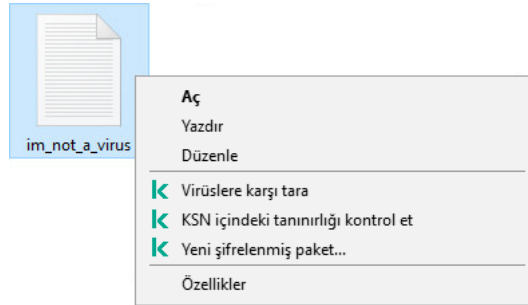 im_not_a_virus
Aç
Yazdır
Düzenle
Virüslere karşı tara
KSN içindeki tanınırlığı kontrol et
Yeni şifrelenmiş paket...
Özellikler